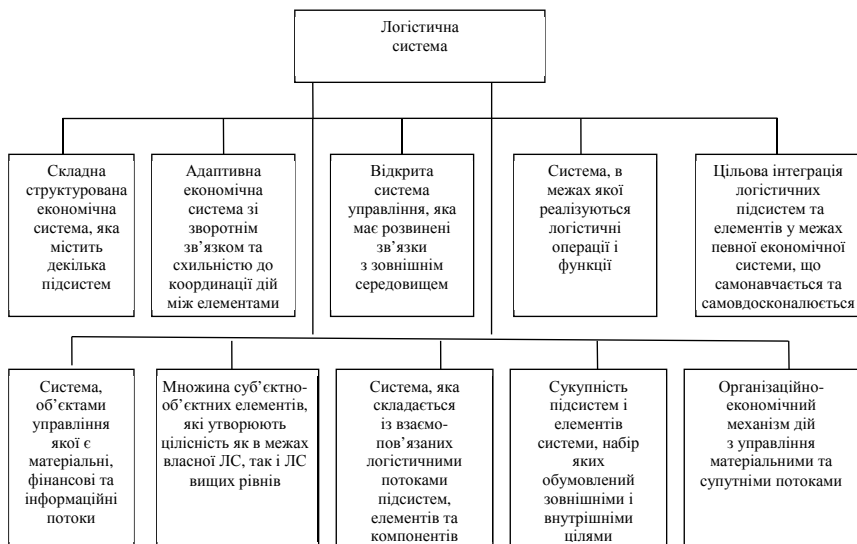 Логістична
система
Складна
структурована
економічна
система, яка
містить
декілька
підсистем
Адаптивна
економічна
система зі
зворотнім
зв’язком та
схильністю до
координації дій
між елементами
Відкрита
система
управління, яка
має розвинені
зв’язки
з зовнішнім
середовищем
Система, в
межах якої
реалізуються
логістичні
операції і
функції
Цільова інтеграція
логістичних
підсистем та
елементів у межах
певної економічної
системи, що
самонавчається та
самовдосконалюється
Система,
об’єктами
управління
якої є
матеріальні,
фінансові та
інформаційні
потоки
Множина суб’єктно-
об’єктних елементів,
які утворюють
цілісність як в межах
власної ЛС, так і ЛС
вищих рівнів
Система, яка
складається
із взаємо-
пов’язаних
логістичними
потоками
підсистем,
елементів та
компонентів
Сукупність
підсистем і
елементів
системи, набір
яких
обумовлений
зовнішніми і
внутрішніми
цілями
Організаційно-
економічний
механізм дій
з управління
матеріальними та
супутніми потоками